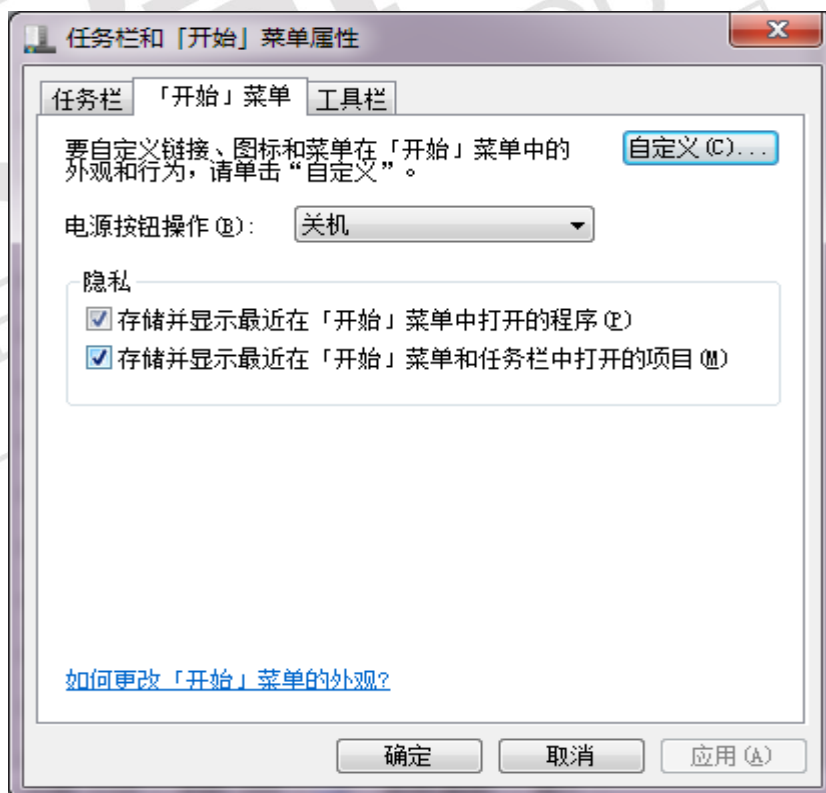 任务栏和「开始」菜单属性
任务栏 「开始」菜单 工具栏
要自定义链接、图标和菜单在「开始」菜单中的
外观和行为,请单击“自定义”。
自定义(C)...
电源按钮操作(B): 关机
隐私
存储并显示最近在「开始」菜单中打开的程序(P)
存储并显示最近在「开始」菜单和任务栏中打开的项目(M)
如何更改「开始」菜单的外观?
确定 取消 应用(A)